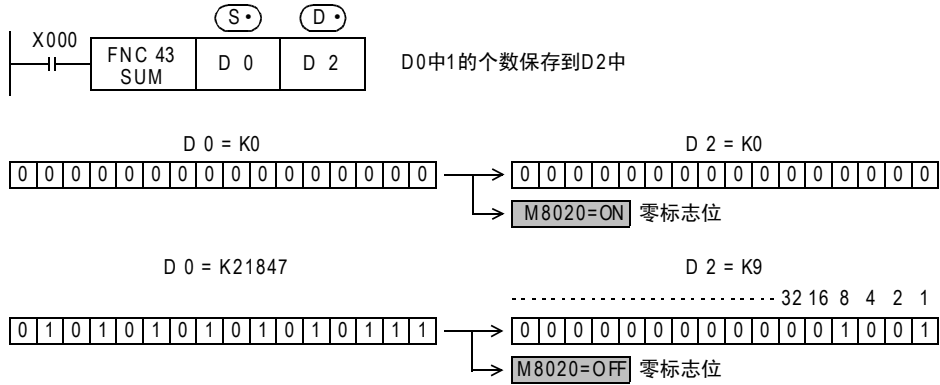 S• D•
X000
FNC 43
SUM
D 0
D 2
D0中1的个数保存到D2中
D 0 = K0
D 2 = K0
0 0 0 0 0 0 0 0 0 0 0 0 0 0 0 0
0 0 0 0 0 0 0 0 0 0 0 0 0 0 0 0
M8020=ON 零标志位
D 0 = K21847
D 2 = K9
32 16 8 4 2 1
0 1 0 1 0 1 0 1 0 1 0 1 0 1 1 1
0 0 0 0 0 0 0 0 0 0 0 0 1 0 0 1
M8020=OFF 零标志位